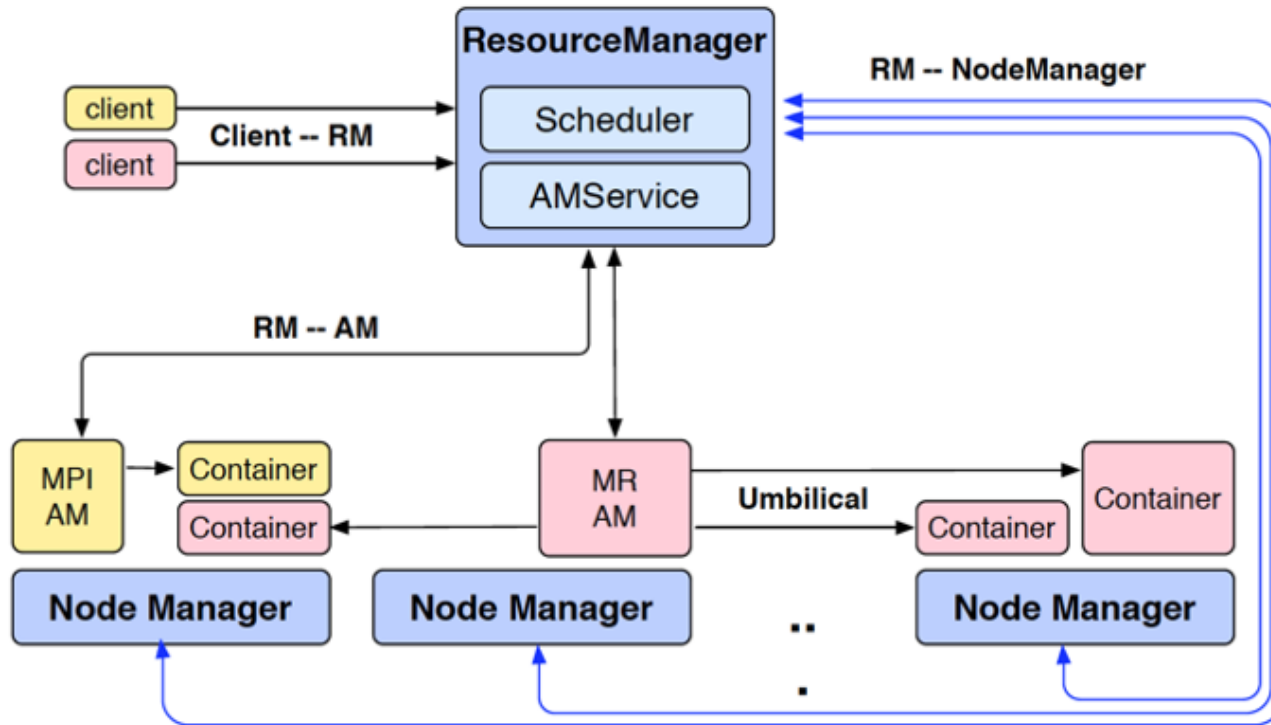 ResourceManager
RM -- NodeManager
client
Scheduler
Client -- RM
client
AMService
RM -- AM
MPI
AM
Container
Container
MR
AM
Umbilical
Container
Container
Node Manager
Node Manager
..
.
Node Manager